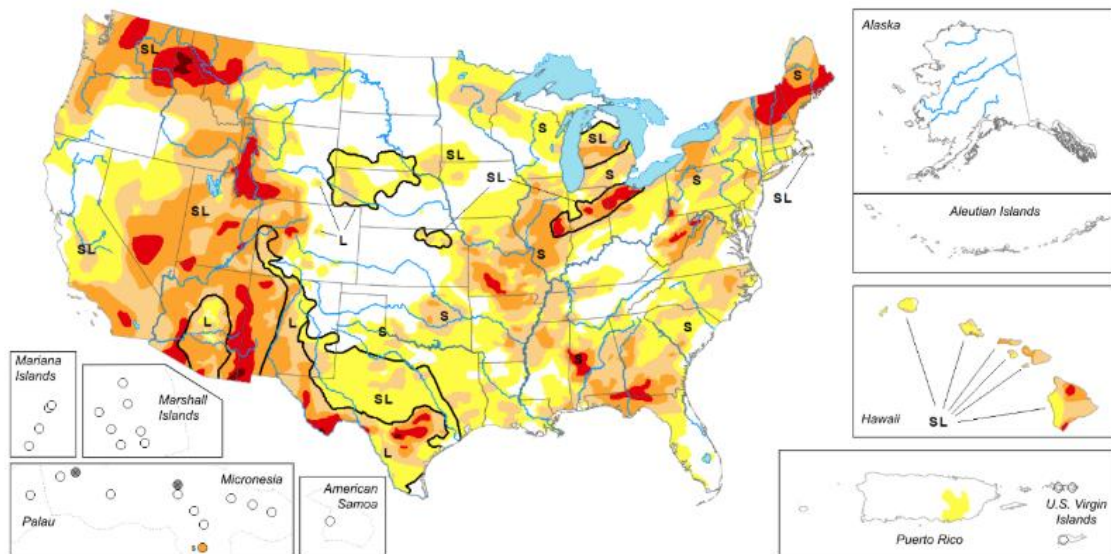 Alaska
Aleutian Islands
Hawaii
SL
U.S. Virgin
Islands
Puerto Rico
Mariana
Islands
Marshall
Islands
Micronesia
Palau
S
American
Samoa
SL
SL
SL
L
L
L
SL
L
S
S
SL
SL
S
SL
S
S
S
S
S
S
SL